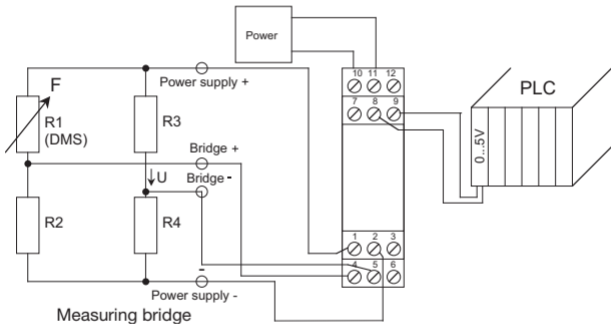 Power
10 11 12
7 8 9
PLC
0...5V
F
Power supply +
R1
(DMS)
R3
Bridge +
U
Bridge -
R2
R4
1 2 3
4 5 6
-
Power supply -
Measuring bridge